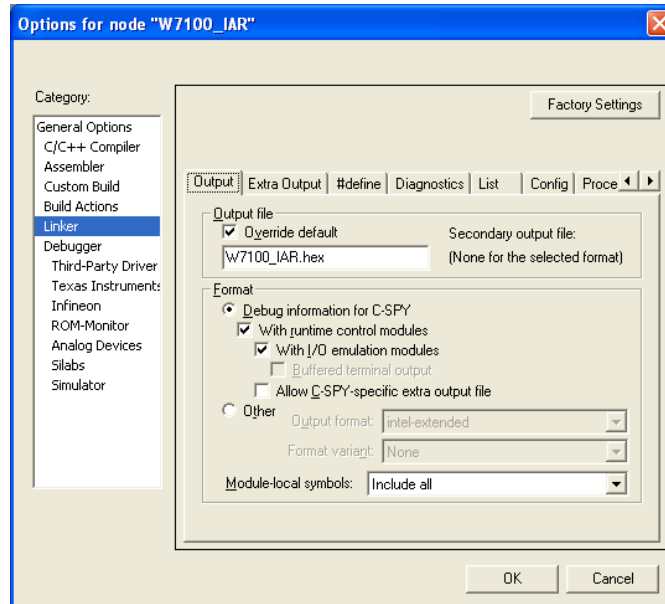 Options for node "W7100_IAR"
Category:
General Options
C/C++ Compiler
Assembler
Custom Build
Build Actions
Linker
Debugger
Third-Party Driver
Texas Instruments
Infineon
ROM-Monitor
Analog Devices
Silabs
Simulator
Factory Settings
Output Extra Output #define Diagnostics List Config Proce
Output file
Override default
Secondary output file:
W7100_IAR.hex
(None for the selected format)
Format
Debug information for C-SPY
With runtime control modules
With I/O emulation modules
Buffered terminal output
Allow C-SPY-specific extra output file
Other
Output format: intel-extended
Format variant: None
Module-local symbols: Include all
OK Cancel